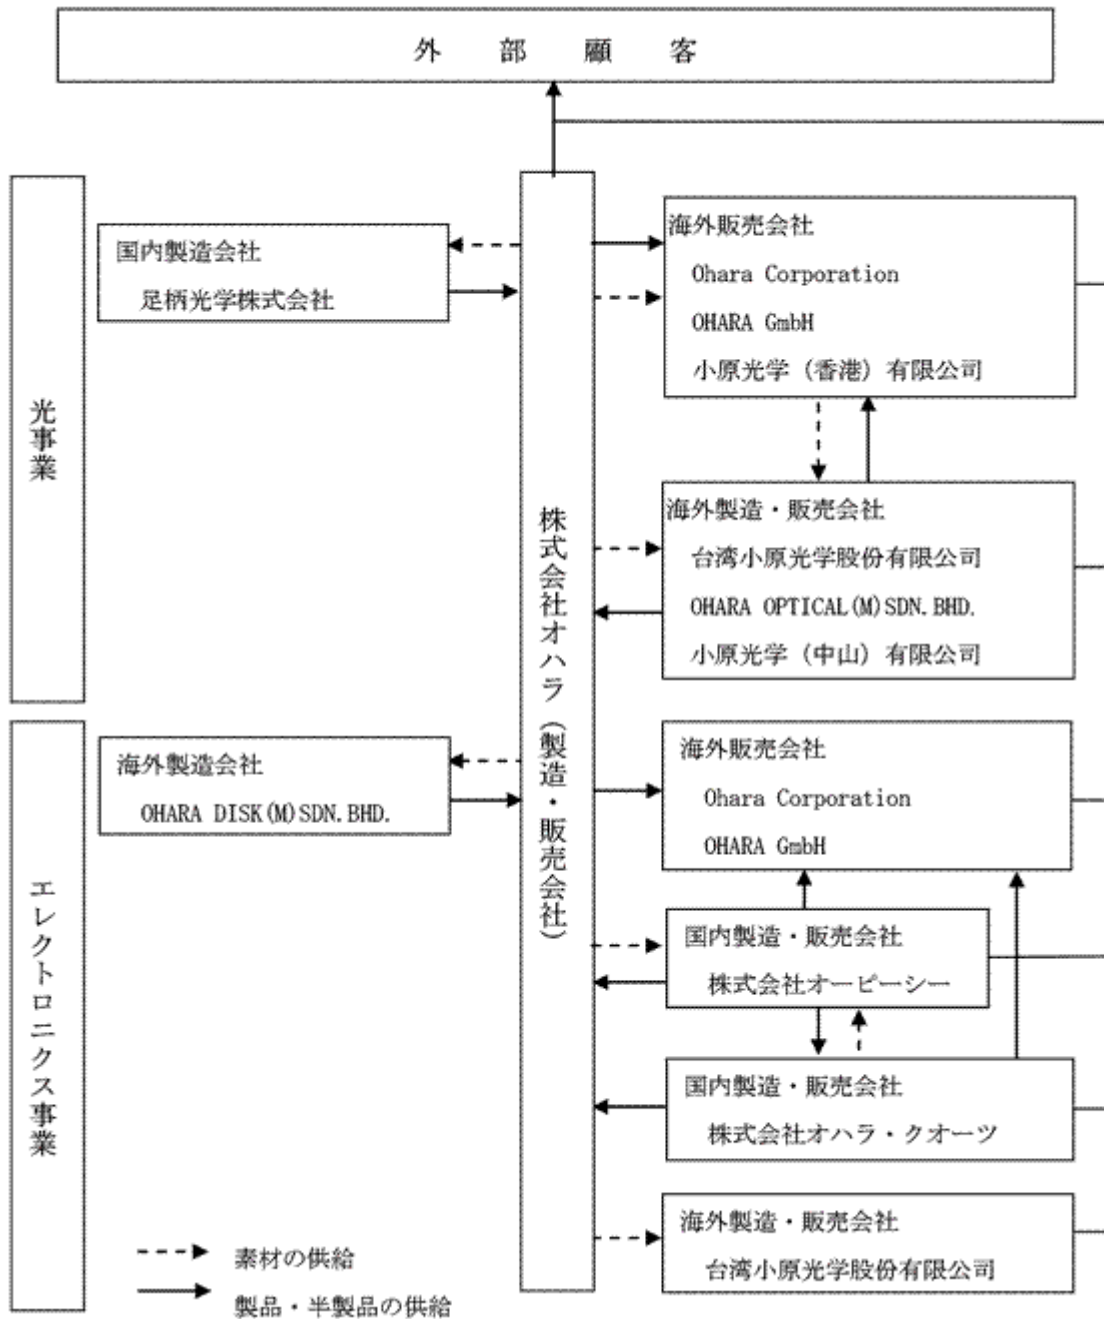 外部顧客
光事業
国内製造会社
足柄光学株式会社
株式会社オハラ（製造・販売会社）
海外販売会社
Ohara Corporation
OHARA GmbH
小原光学（香港）有限公司
海外製造・販売会社
台湾小原光学股份有限公司
OHARA OPTICAL(M)SDN.BHD.
小原光学（中山）有限公司
エレクトロニクス事業
海外製造会社
OHARA DISK(M)SDN.BHD.
海外販売会社
Ohara Corporation
OHARA GmbH
国内製造・販売会社
株式会社オーピーシー
国内製造・販売会社
株式会社オハラ・クオーツ
海外製造・販売会社
台湾小原光学股份有限公司
素材の供給
製品・半製品の供給